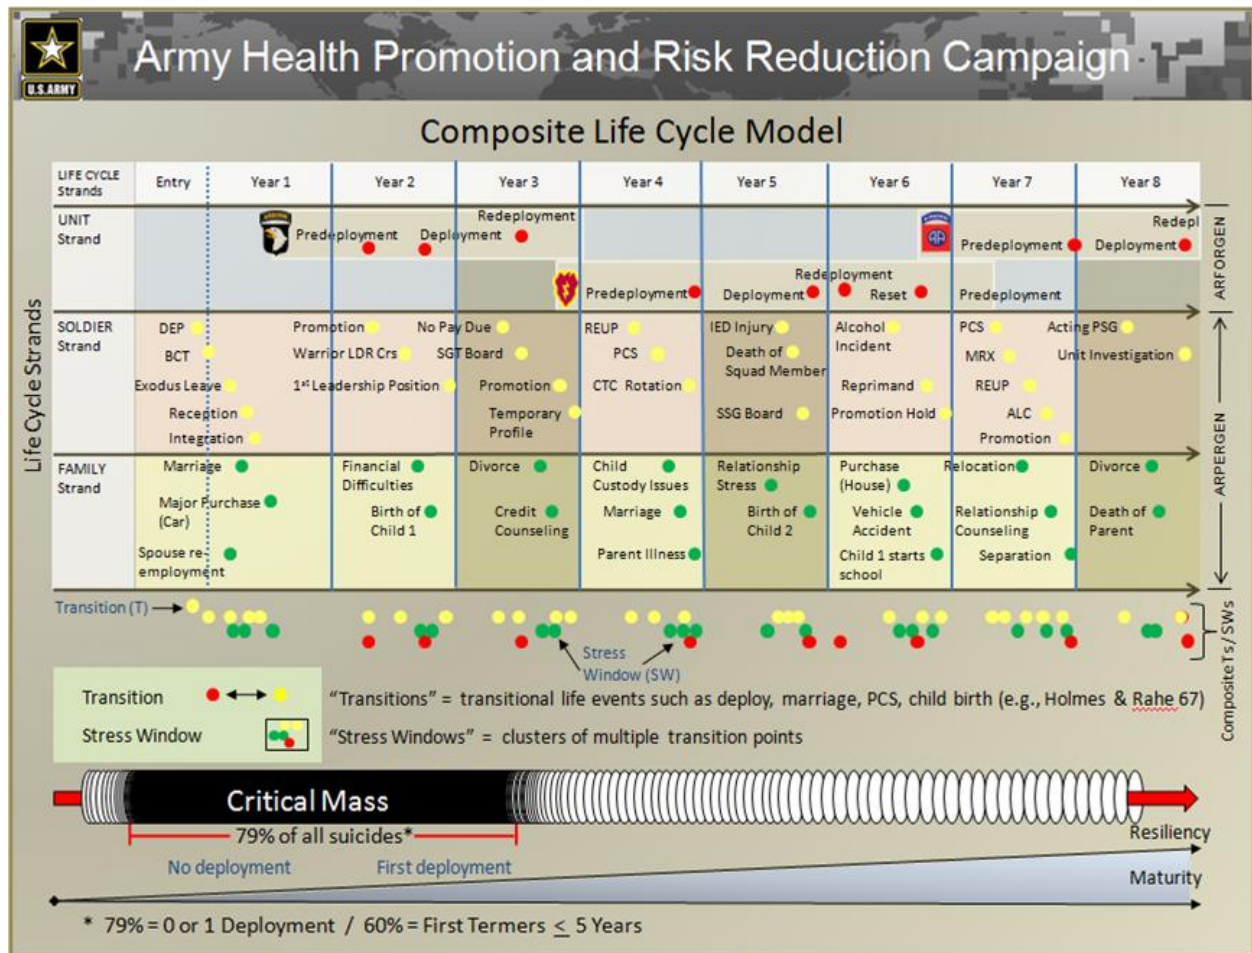 U.S.ARMY
Army Health Promotion and Risk Reduction Campaign
Composite Life Cycle Model
LIFE CYCLE
Strands
Entry
Year 1
Year 2
Year 3
Year 4
Year 5
Year 6
Year 7
Year 8
Life Cycle Strands
UNIT
Strand
Redeployment
Predeployment
Deployment
Redepl
Predeployment
Deployment
Redeployment
Predeployment
Deployment
Reset
Predeployment
ARFORGEN
SOLDIER
Strand
DEP
BCT
Exodus Leave
Reception
Integration
Promotion
Warrior LDR Crs
1st Leadership Position
No Pay Due
SGT Board
Promotion
Temporary
Profile
REUP
PCS
CTC Rotation
IED Injury
Death of
Squad Member
SSG Board
Alcohol
Incident
Reprimand
Promotion Hold
PCS
MRX
REUP
ALC
Promotion
Acting PSG
Unit Investigation
ARPERGEN
FAMILY
Strand
Marriage
Major Purchase
(Car)
Spouse re-
employment
Financial
Difficulties
Birth of
Child 1
Divorce
Credit
Counseling
Child
Custody Issues
Marriage
Parent Illness
Relationship
Stress
Birth of
Child 2
Purchase
(House)
Vehicle
Accident
Child 1 starts
school
Relocation
Relationship
Counseling
Separation
Divorce
Death of
Parent
Transition (T)
Stress
Window (SW)
Composite Ts / SWs
Transition
"Transitions" = transitional life events such as deploy, marriage, PCS, child birth (e.g., Holmes & Rahe 67)
Stress Window
"Stress Windows" = clusters of multiple transition points
Critical Mass
79% of all suicides*
Resiliency
No deployment
First deployment
Maturity
* 79% = 0 or 1 Deployment / 60% = First Termers ≤ 5 Years